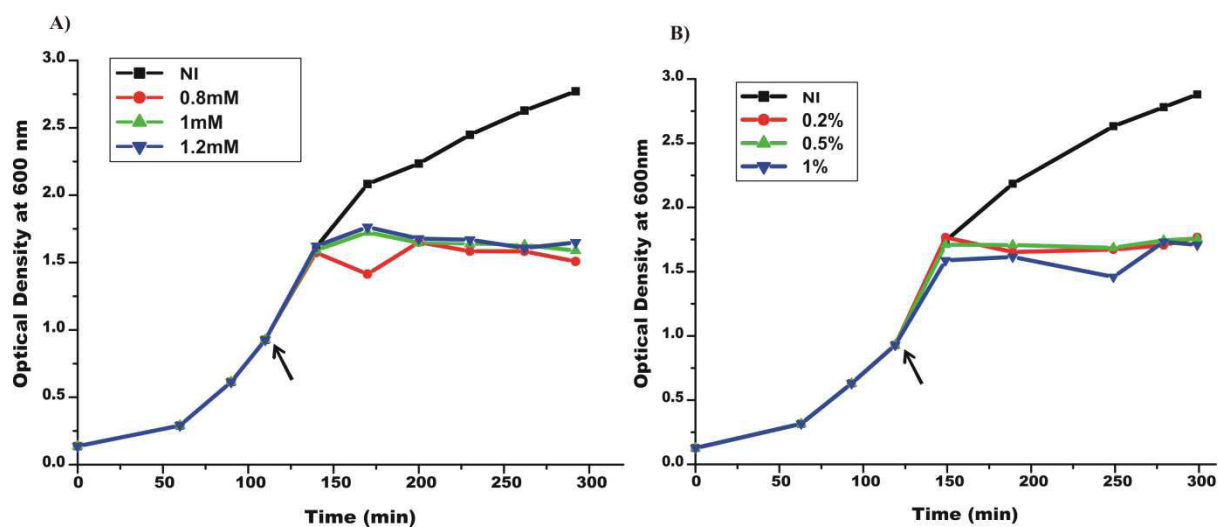 A)
3.0
2.5
2.0
1.5
1.0
0.5
0.0
Optical Density at 600 nm
NI
0.8mM
1mM
1.2mM
0 50 100 150 200 250 300
Time (min)
B)
3.0
2.5
2.0
1.5
1.0
0.5
0.0
Optical Density at 600nm
NI
0.2%
0.5%
1%
0 50 100 150 200 250 300
Time (min)